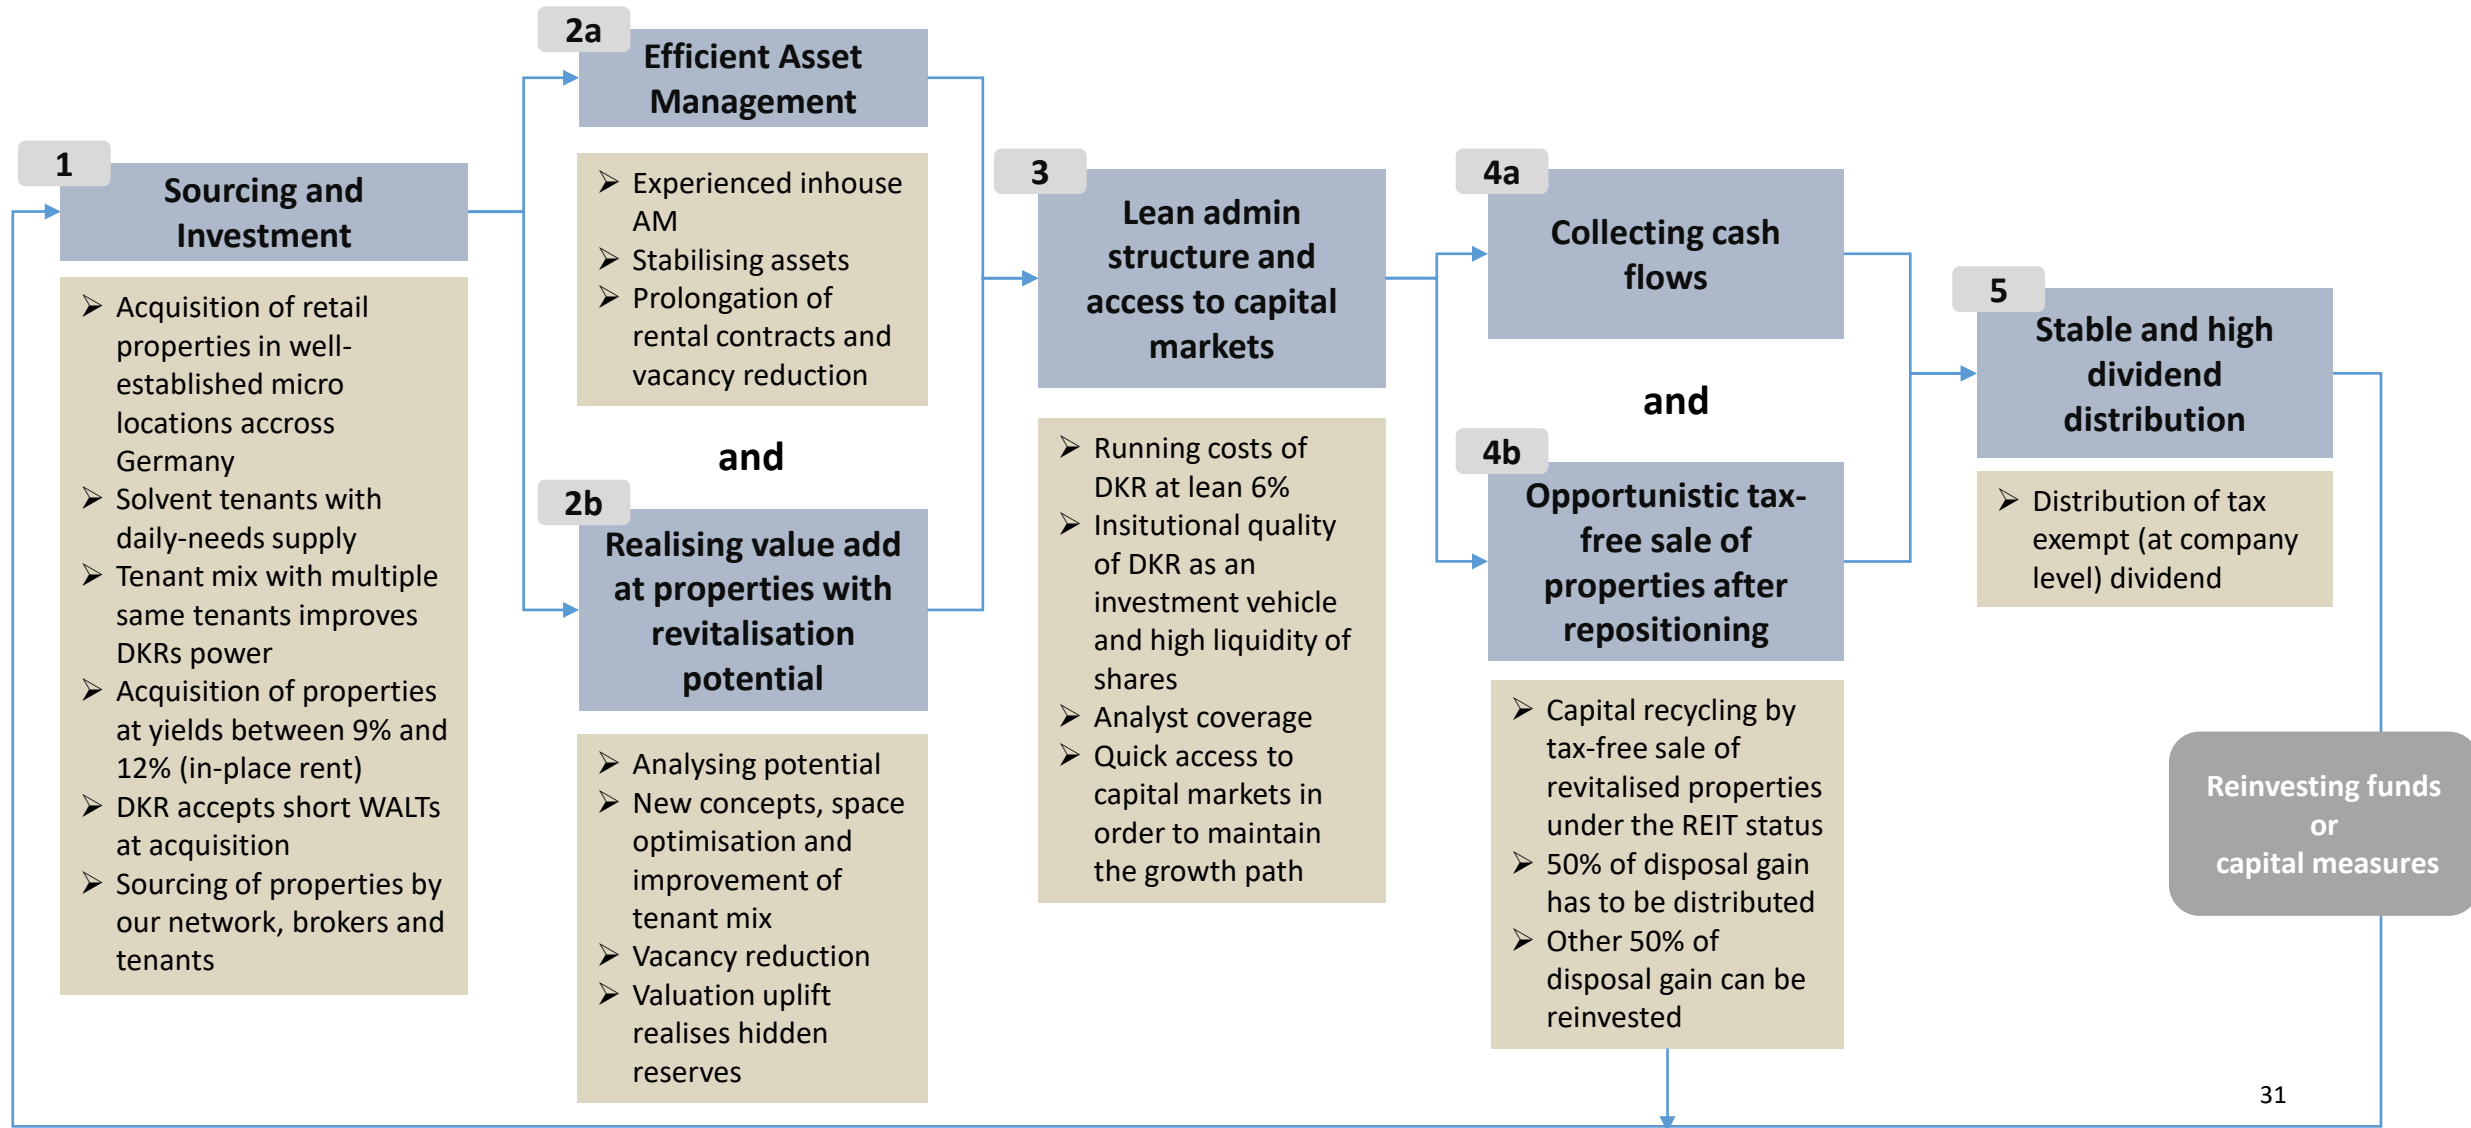 1
Sourcing and
Investment
➢ Acquisition of retail
properties in well-
established micro
locations accross
Germany
➢ Solvent tenants with
daily-needs supply
➢ Tenant mix with multiple
same tenants improves
DKRs power
➢ Acquisition of properties
at yields between 9% and
12% (in-place rent)
➢ DKR accepts short WALTs
at acquisition
➢ Sourcing of properties by
our network, brokers and
tenants
2a
Efficient Asset
Management
➢ Experienced inhouse
AM
➢ Stabilising assets
➢ Prolongation of
rental contracts and
vacancy reduction
and
2b
Realising value add
at properties with
revitalisation
potential
➢ Analysing potential
➢ New concepts, space
optimisation and
improvement of
tenant mix
➢ Vacancy reduction
➢ Valuation uplift
realises hidden
reserves
3
Lean admin
structure and
access to capital
markets
➢ Running costs of
DKR at lean 6%
➢ Insitutional quality
of DKR as an
investment vehicle
and high liquidity of
shares
➢ Analyst coverage
➢ Quick access to
capital markets in
order to maintain
the growth path
4a
Collecting cash
flows
and
4b
Opportunistic tax-
free sale of
properties after
repositioning
➢ Capital recycling by
tax-free sale of
revitalised properties
under the REIT status
➢ 50% of disposal gain
has to be distributed
➢ Other 50% of
disposal gain can be
reinvested
5
Stable and high
dividend
distribution
➢ Distribution of tax
exempt (at company
level) dividend
Reinvesting funds
or
capital measures
31